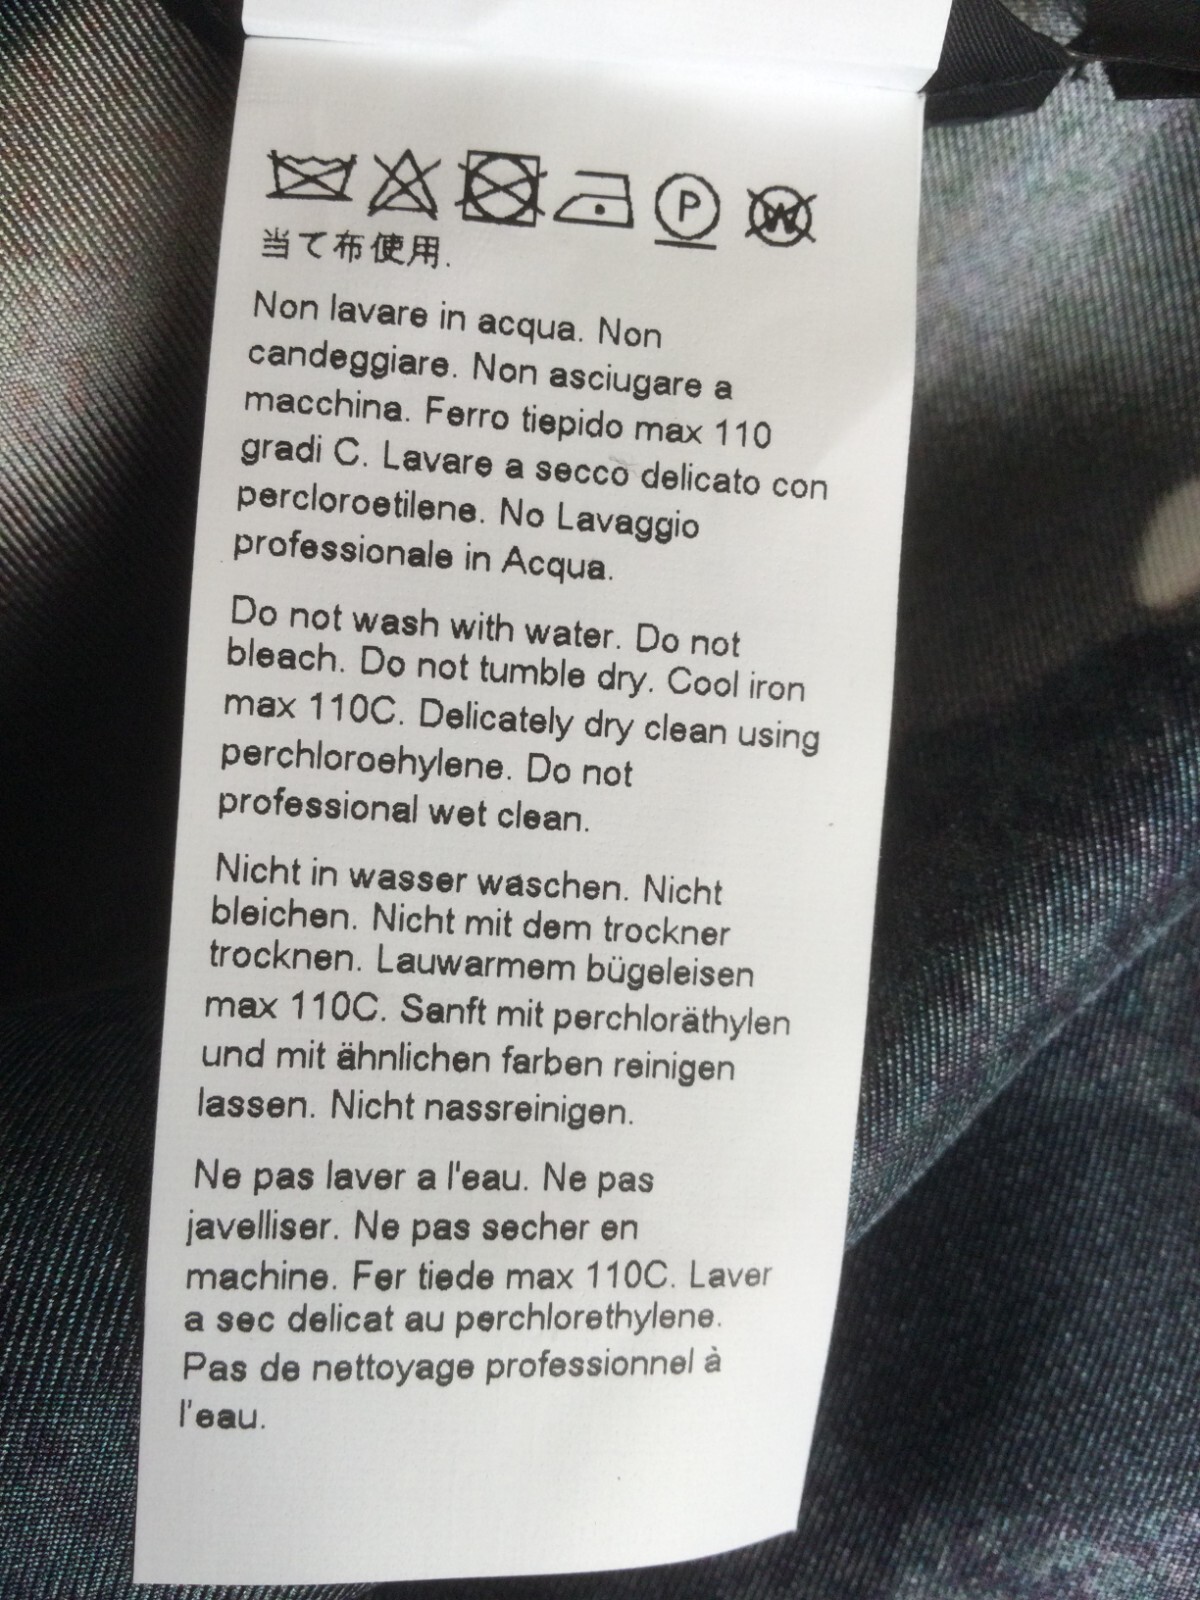 P W
当て布使用.
Non lavare in acqua. Non
candeggiare. Non asciugare a
macchina. Ferro tiepido max 110
gradi C. Lavare a secco delicato con
percloroetilene. No Lavaggio
professionale in Acqua.
Do not wash with water. Do not
bleach. Do not tumble dry. Cool iron
max 110C. Delicately dry clean using
perchloroehylene. Do not
professional wet clean.
Nicht in wasser waschen. Nicht
bleichen. Nicht mit dem trockner
trocknen. Lauwarmem bügeleisen
max 110C. Sanft mit perchloräthylen
und mit ähnlichen farben reinigen
lassen. Nicht nassreinigen.
Ne pas laver a l'eau. Ne pas
javelliser. Ne pas secher en
machine. Fer tiede max 110C. Laver
a sec delicat au perchlorethylene.
Pas de nettoyage professionnel à
l'eau.